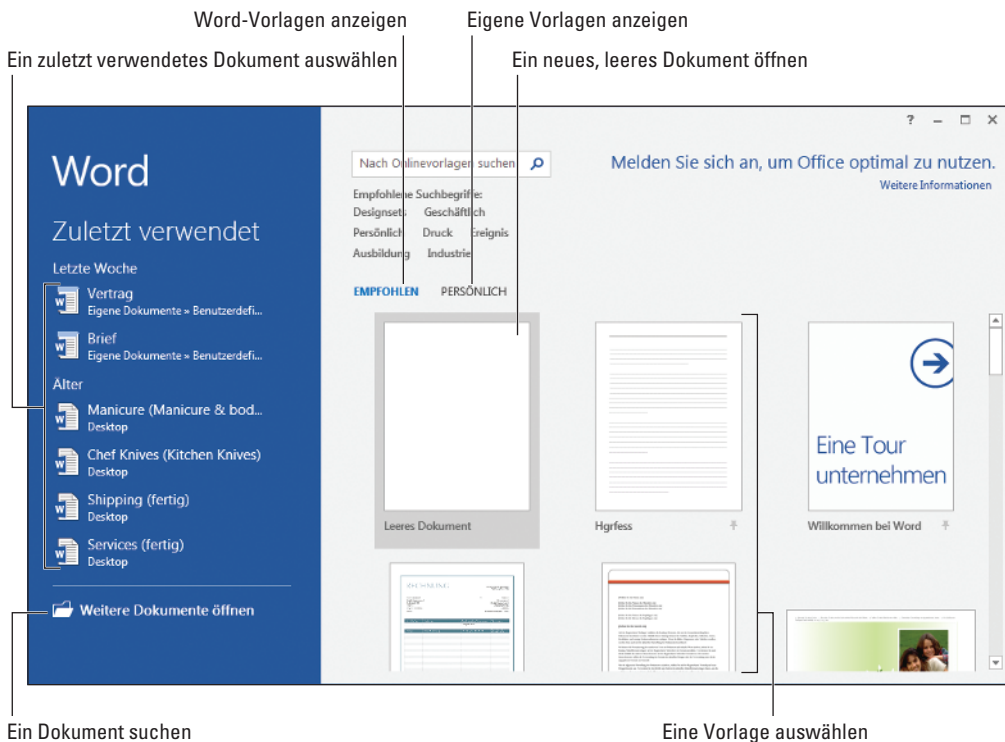 Word-Vorlagen anzeigen
Eigene Vorlagen anzeigen
Ein zuletzt verwendetes Dokument auswählen
Ein neues, leeres Dokument öffnen
? – □ ×
Word
Nach Onlinevorlagen suchen
Melden Sie sich an, um Office optimal zu nutzen.
Weitere Informationen
Empfohlene Suchbegriffe:
Designsets Geschäftlich
Persönlich Druck Ereignis
Ausbildung Industrie
Zuletzt verwendet
Letzte Woche
Vertrag
Eigene Dokumente » Benutzerdefi...
Brief
Eigene Dokumente » Benutzerdefi...
Älter
Manicure (Manicure & bod...
Desktop
Chef Knives (Kitchen Knives)
Desktop
Shipping (fertig)
Desktop
Services (fertig)
Desktop
Weitere Dokumente öffnen
EMPFOHLEN PERSÖNLICH
Eine Tour
unternehmen
Leeres Dokument
Hgrfess
Willkommen bei Word
RECHNUNG
Ein Dokument suchen
Eine Vorlage auswählen